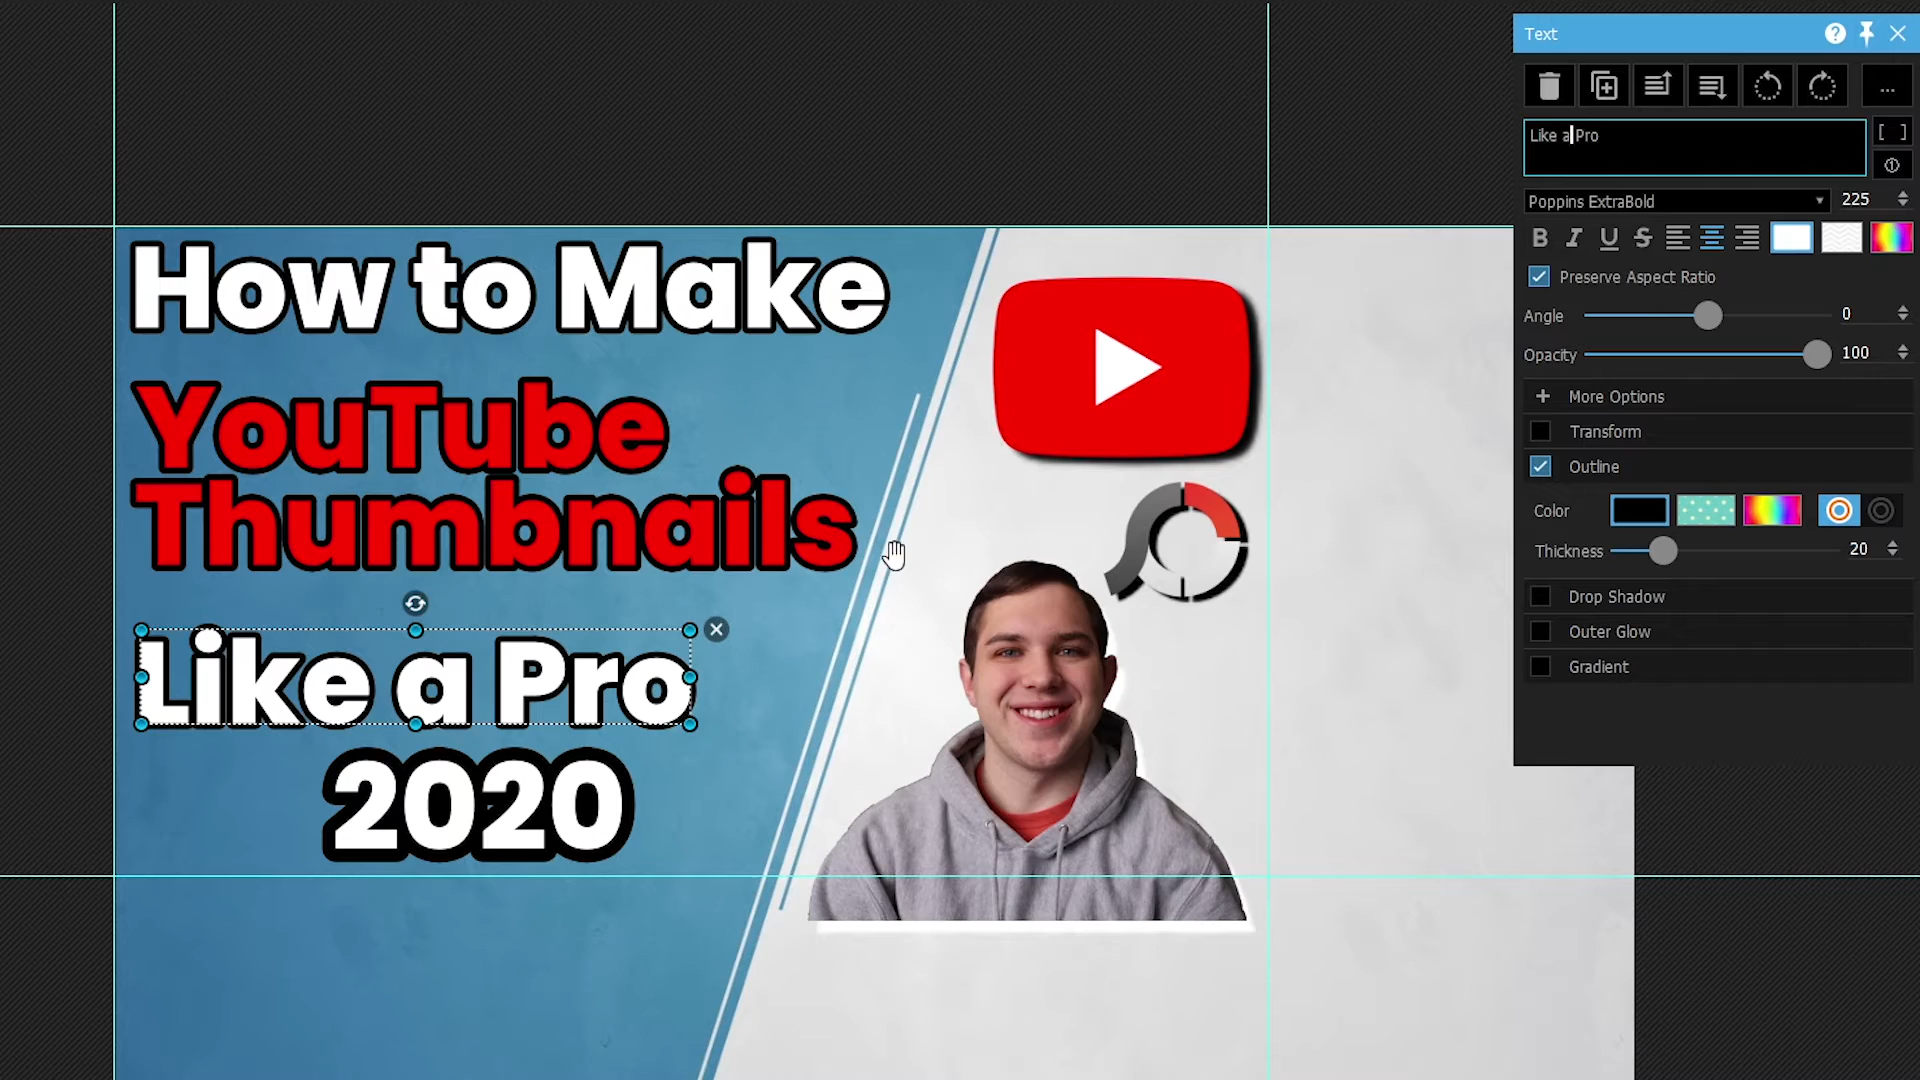 Text
Like a Pro
Poppins ExtraBold
225
B I U S
Preserve Aspect Ratio
Angle
0
Opacity
100
More Options
Transform
Outline
Color
Thickness
20
Drop Shadow
Outer Glow
Gradient
How to Make
YouTube
Thumbnails
Like a Pro
2020